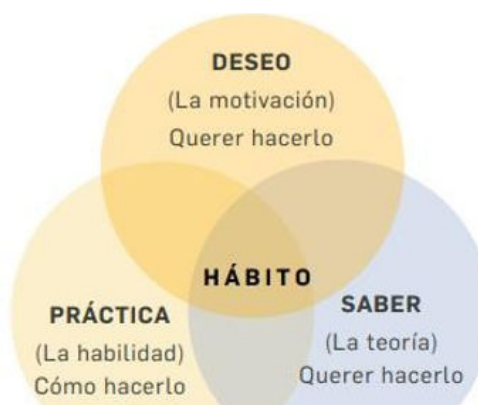 DESEO
(La motivación)
Querer hacerlo
HÁBITO
PRÁCTICA
(La habilidad)
Cómo hacerlo
SABER
(La teoría)
Querer hacerlo